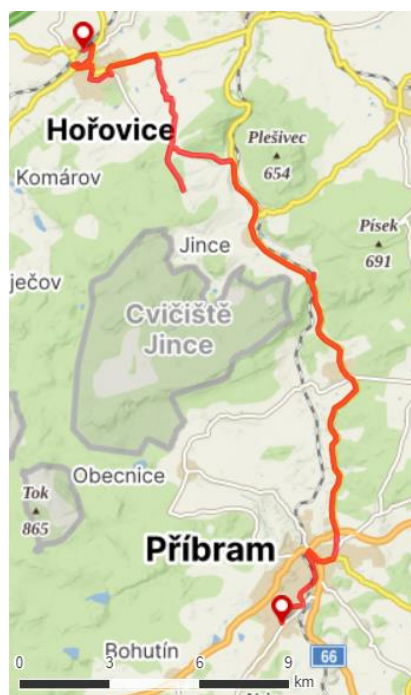 Hořovice
Plešivec
654
Komárov
Písek
691
Jince
ječov
Cvičiště
Jince
Obecnice
Tok
865
Příbram
Bohutín
66
0 3 6 9
km